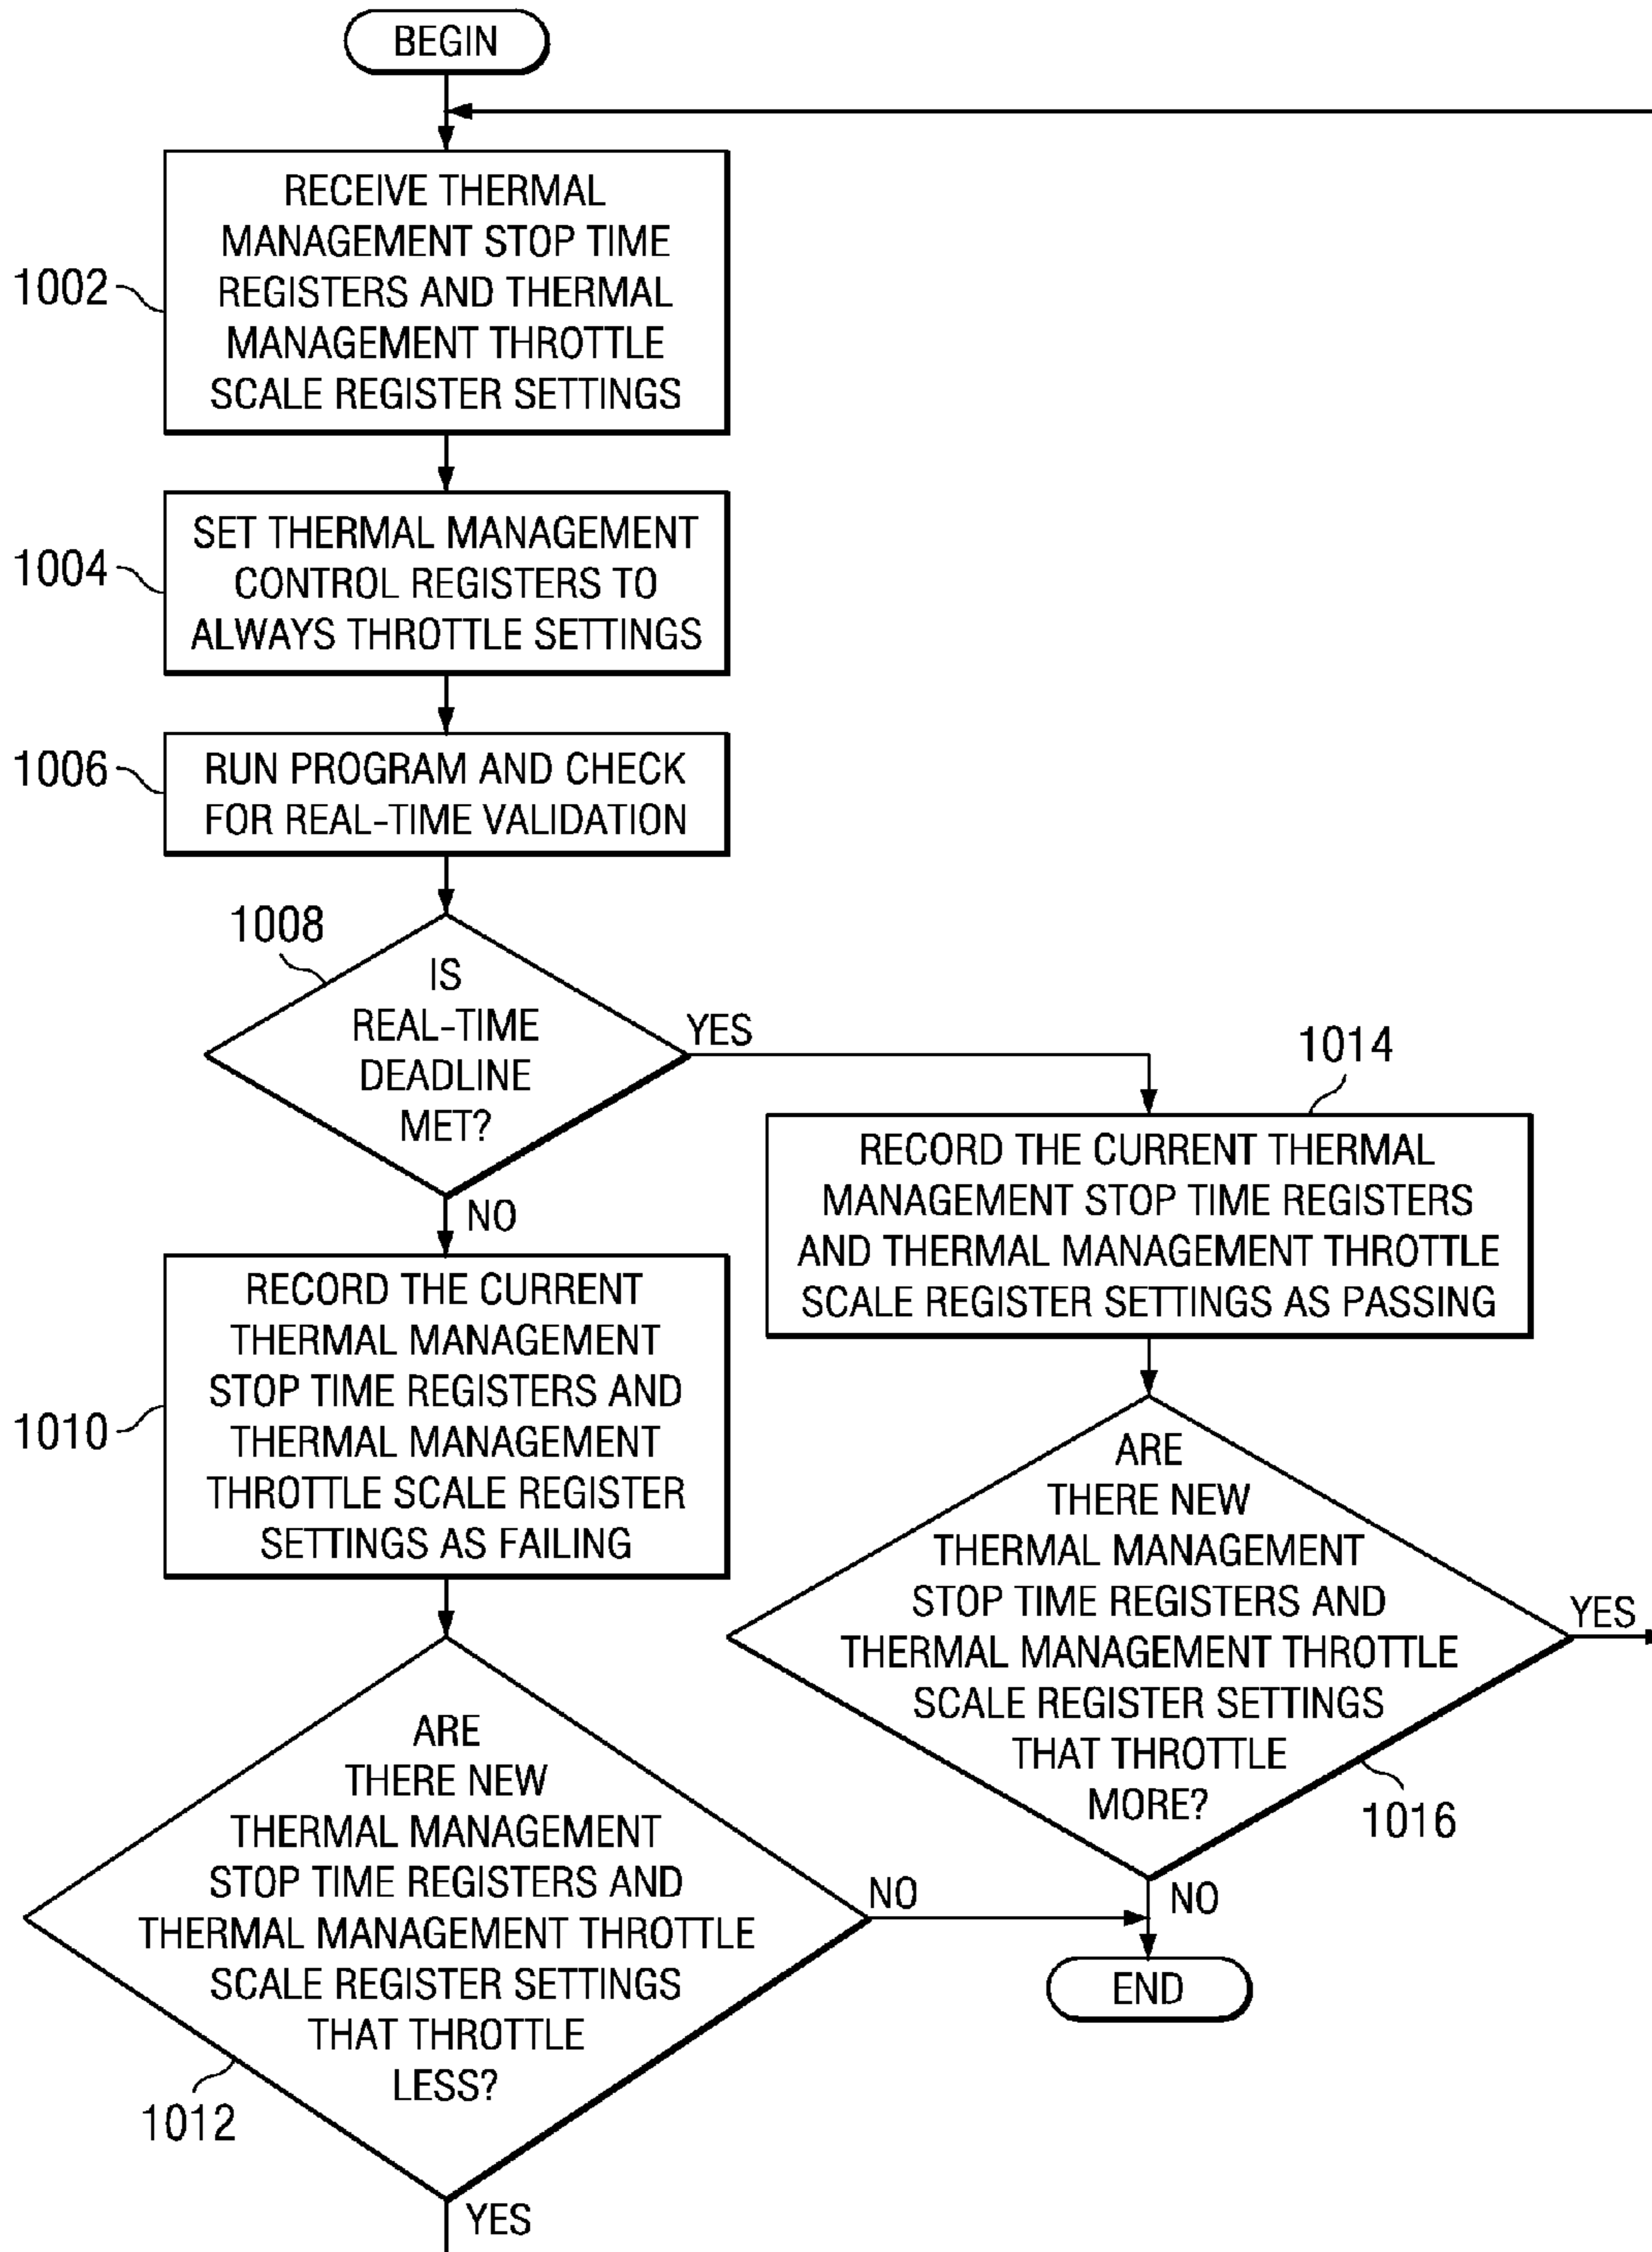 BEGIN
RECEIVE THERMAL
MANAGEMENT STOP TIME
REGISTERS AND THERMAL
MANAGEMENT THROTTLE
SCALE REGISTER SETTINGS
1002
SET THERMAL MANAGEMENT
CONTROL REGISTERS TO
ALWAYS THROTTLE SETTINGS
1004
RUN PROGRAM AND CHECK
FOR REAL-TIME VALIDATION
1006
1008
IS
REAL-TIME
DEADLINE
MET?
YES
NO
1014
RECORD THE CURRENT THERMAL
MANAGEMENT STOP TIME REGISTERS
AND THERMAL MANAGEMENT THROTTLE
SCALE REGISTER SETTINGS AS PASSING
RECORD THE CURRENT
THERMAL MANAGEMENT
STOP TIME REGISTERS AND
THERMAL MANAGEMENT
THROTTLE SCALE REGISTER
SETTINGS AS FAILING
1010
ARE
THERE NEW
THERMAL MANAGEMENT
STOP TIME REGISTERS AND
THERMAL MANAGEMENT THROTTLE
SCALE REGISTER SETTINGS
THAT THROTTLE
MORE?
YES
1016
NO
ARE
THERE NEW
THERMAL MANAGEMENT
STOP TIME REGISTERS AND
THERMAL MANAGEMENT THROTTLE
SCALE REGISTER SETTINGS
THAT THROTTLE
LESS?
NO
1012
YES
END